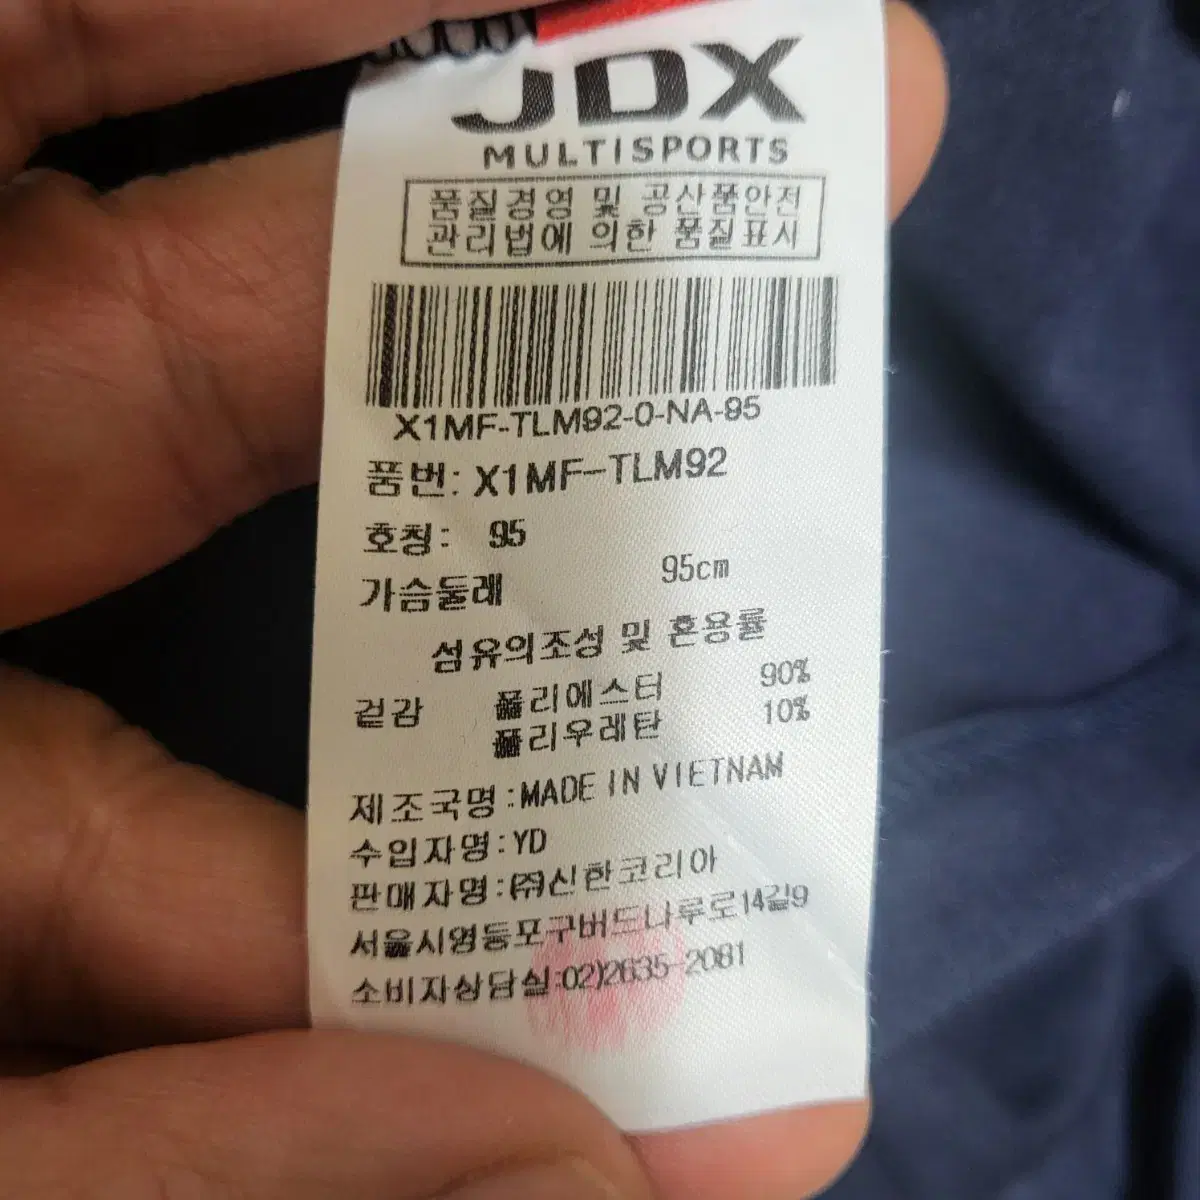 JDX
MULTISPORTS
품질경영 및 공산품안전
관리법에 의한 품질표시
X1MF-TLM92-0-NA-95
품번: X1MF-TLM92
호칭: 95
가슴둘레 95cm
섬유의조성 및 혼용률
겉감 폴리에스터 90%
폴리우레탄 10%
제조국명:MADE IN VIETNAM
수입자명:YD
판매자명:㈜신한코리아
서울시영등포구버드나루로14길9
소비자상담실:02)2635-2081